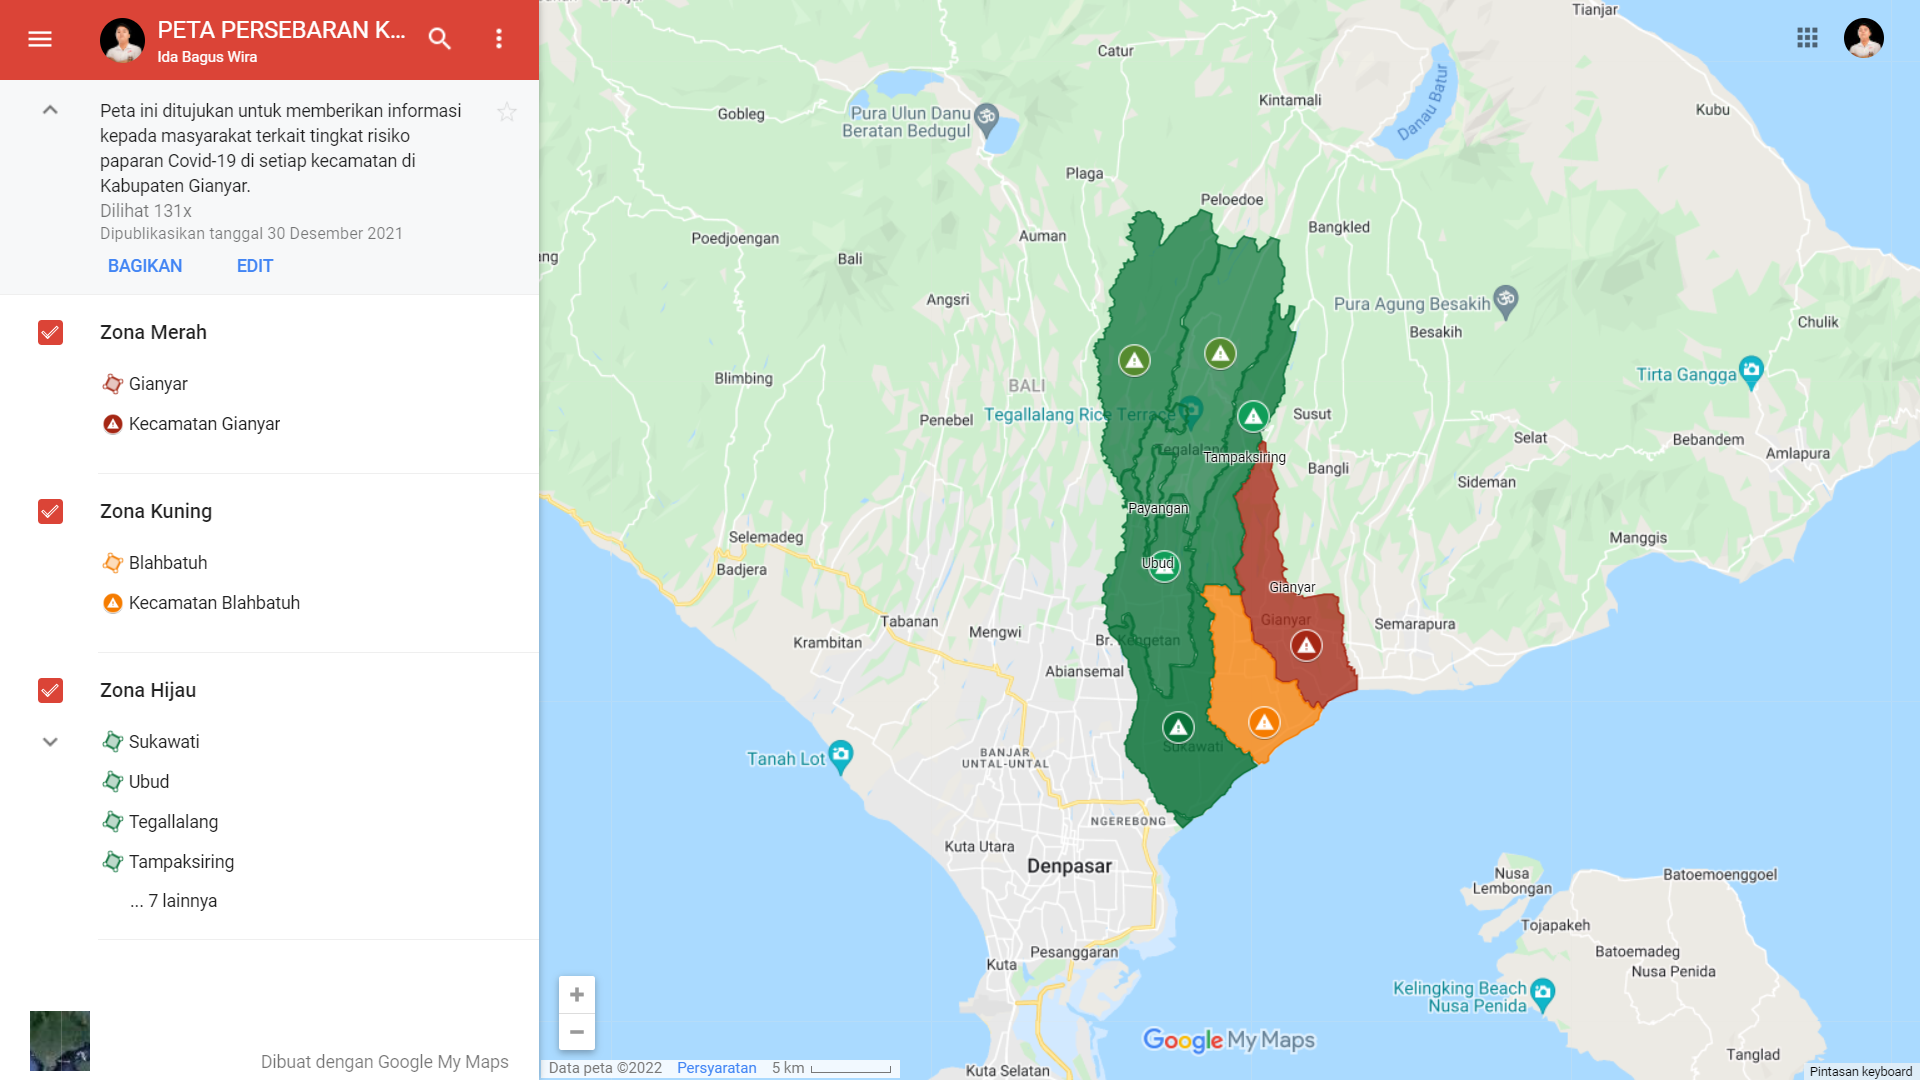 PETA PERSEBARAN K...
Ida Bagus Wira
Peta ini ditujukan untuk memberikan informasi
kepada masyarakat terkait tingkat risiko
paparan Covid-19 di setiap kecamatan di
Kabupaten Gianyar.
Dilihat 131x
Dipublikasikan tanggal 30 Desember 2021
BAGIKAN EDIT
Zona Merah
Gianyar
Kecamatan Gianyar
Zona Kuning
Blahbatuh
Kecamatan Blahbatuh
Zona Hijau
Sukawati
Ubud
Tegallalang
Tampaksiring
... 7 lainnya
Dibuat dengan Google My Maps
Tianjar
Catur
Kintamali
Danau Batur
Kubu
Gobleg
Pura Ulun Danu
Beratan Bedugul
Plaga
Peloedoe
Bangkled
Poedjoengan
Auman
ng
Bali
Angsri
Pura Agung Besakih
Besakih
Chulik
Blimbing
BALI
Tirta Gangga
Penebel
Tegallalang Rice Terrace
Susut
Selat
Bebandem
Amlapura
Tegalalang
Tampaksiring
Bangli
Sideman
Payangan
Selemadeg
Manggis
Badjera
Ubud
Gianyar
Gianyar
Tabanan
Mengwi
Semarapura
Krambitan
Br. Kengetan
Abiansemal
Sukawati
BANJAR
UNTAL-UNTAL
Tanah Lot
NGEREBONG
Kuta Utara
Denpasar
Nusa
Lembongan
Batoemoenggoel
Tojapakeh
Batoemadeg
Nusa Penida
Pesanggaran
Kuta
Kelingking Beach
Nusa Penida
Google My Maps
Tanglad
Kuta Selatan
Data peta ©2022 Persyaratan 5 km
Pintasan keyboard